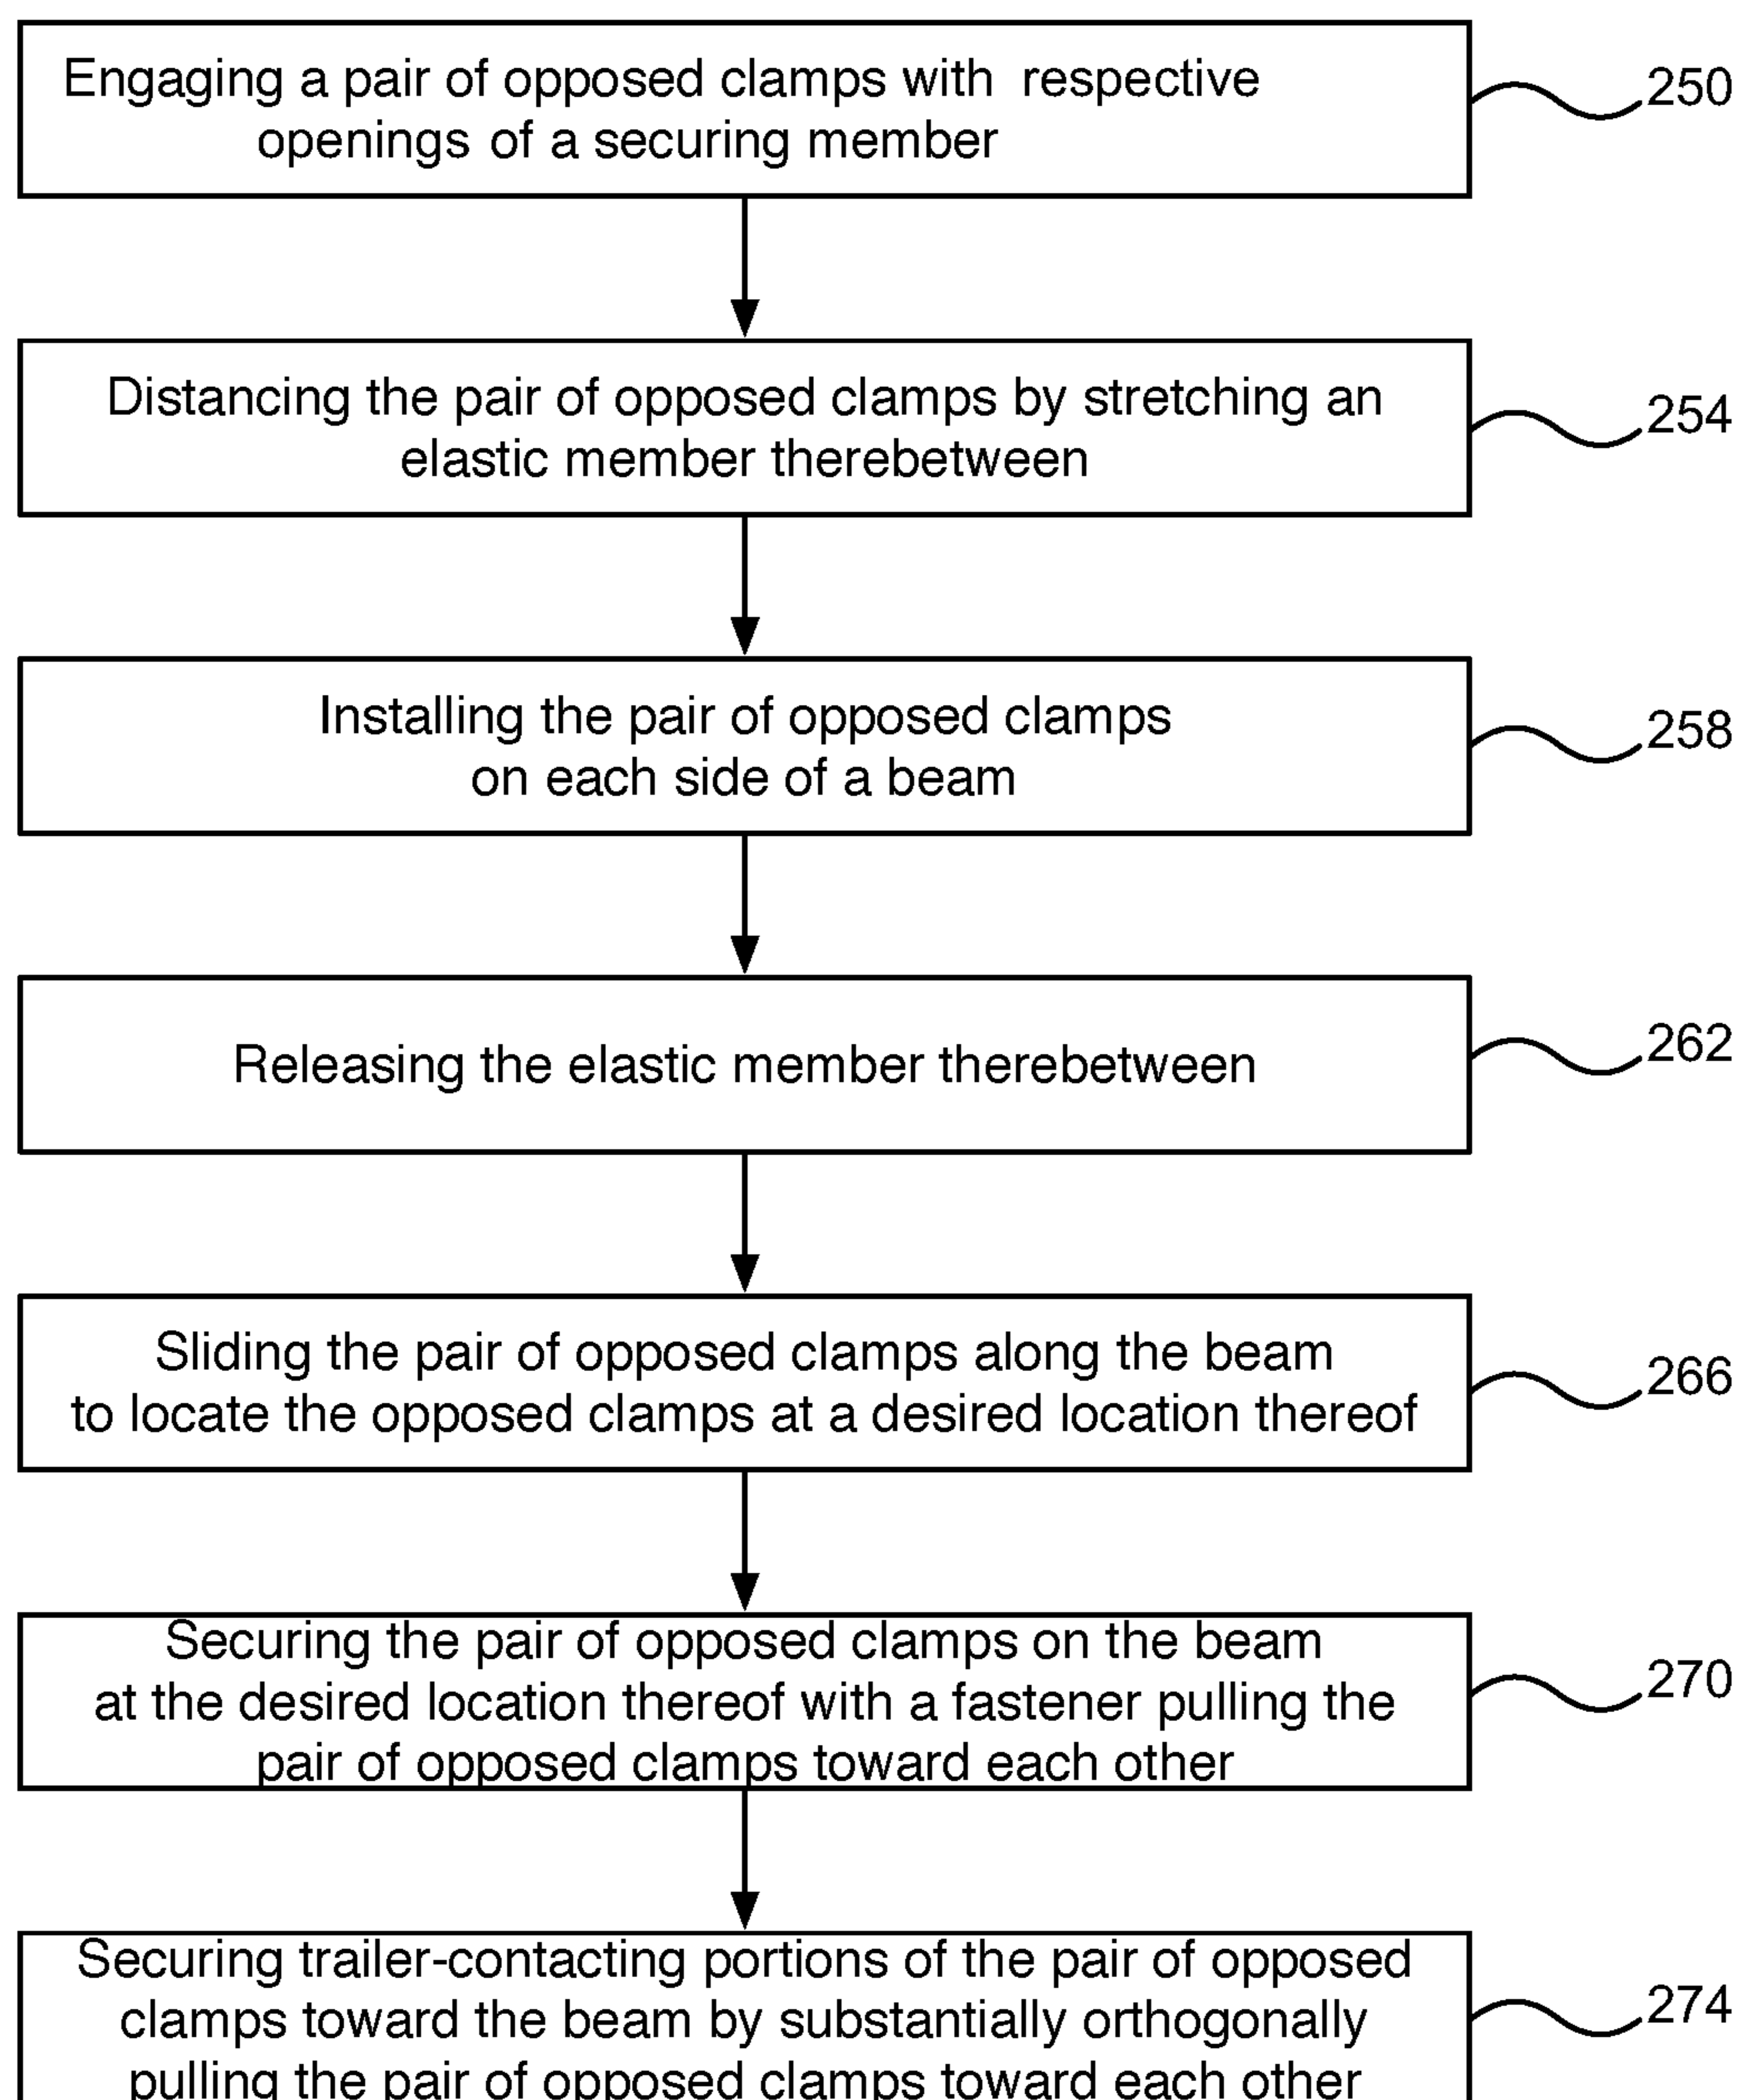 Engaging a pair of opposed clamps with respective
openings of a securing member
250
Distancing the pair of opposed clamps by stretching an
elastic member therebetween
254
Installing the pair of opposed clamps
on each side of a beam
258
Releasing the elastic member therebetween
262
Sliding the pair of opposed clamps along the beam
to locate the opposed clamps at a desired location thereof
266
Securing the pair of opposed clamps on the beam
at the desired location thereof with a fastener pulling the
pair of opposed clamps toward each other
270
Securing trailer-contacting portions of the pair of opposed
clamps toward the beam by substantially orthogonally
pulling the pair of opposed clamps toward each other
274